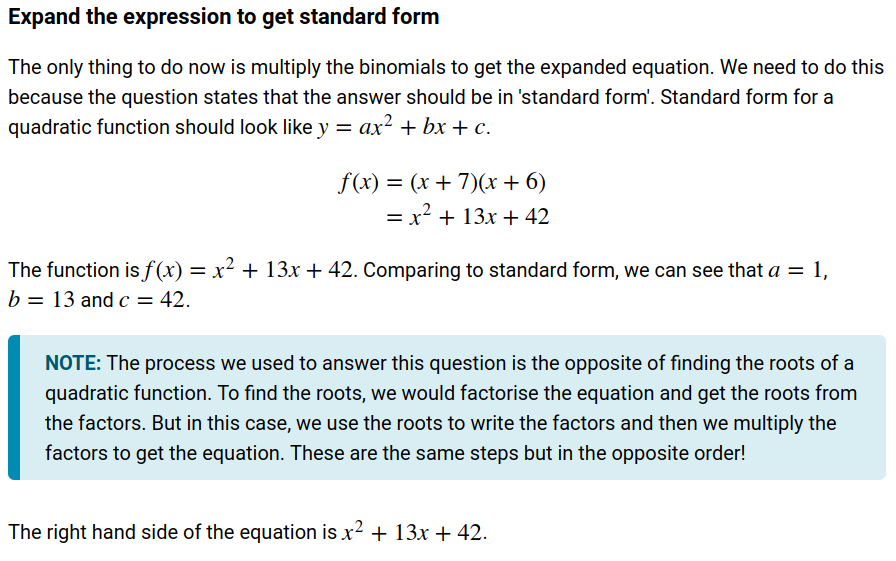 Expand the expression to get standard form
The only thing to do now is multiply the binomials to get the expanded equation. We need to do this
because the question states that the answer should be in 'standard form'. Standard form for a
quadratic function should look like y = ax² + bx + c.
f(x) = (x + 7)(x + 6)
= x² + 13x + 42
The function is f(x) = x² + 13x + 42. Comparing to standard form, we can see that a = 1,
b = 13 and c = 42.
NOTE: The process we used to answer this question is the opposite of finding the roots of a
quadratic function. To find the roots, we would factorise the equation and get the roots from
the factors. But in this case, we use the roots to write the factors and then we multiply the
factors to get the equation. These are the same steps but in the opposite order!
The right hand side of the equation is x² + 13x + 42.